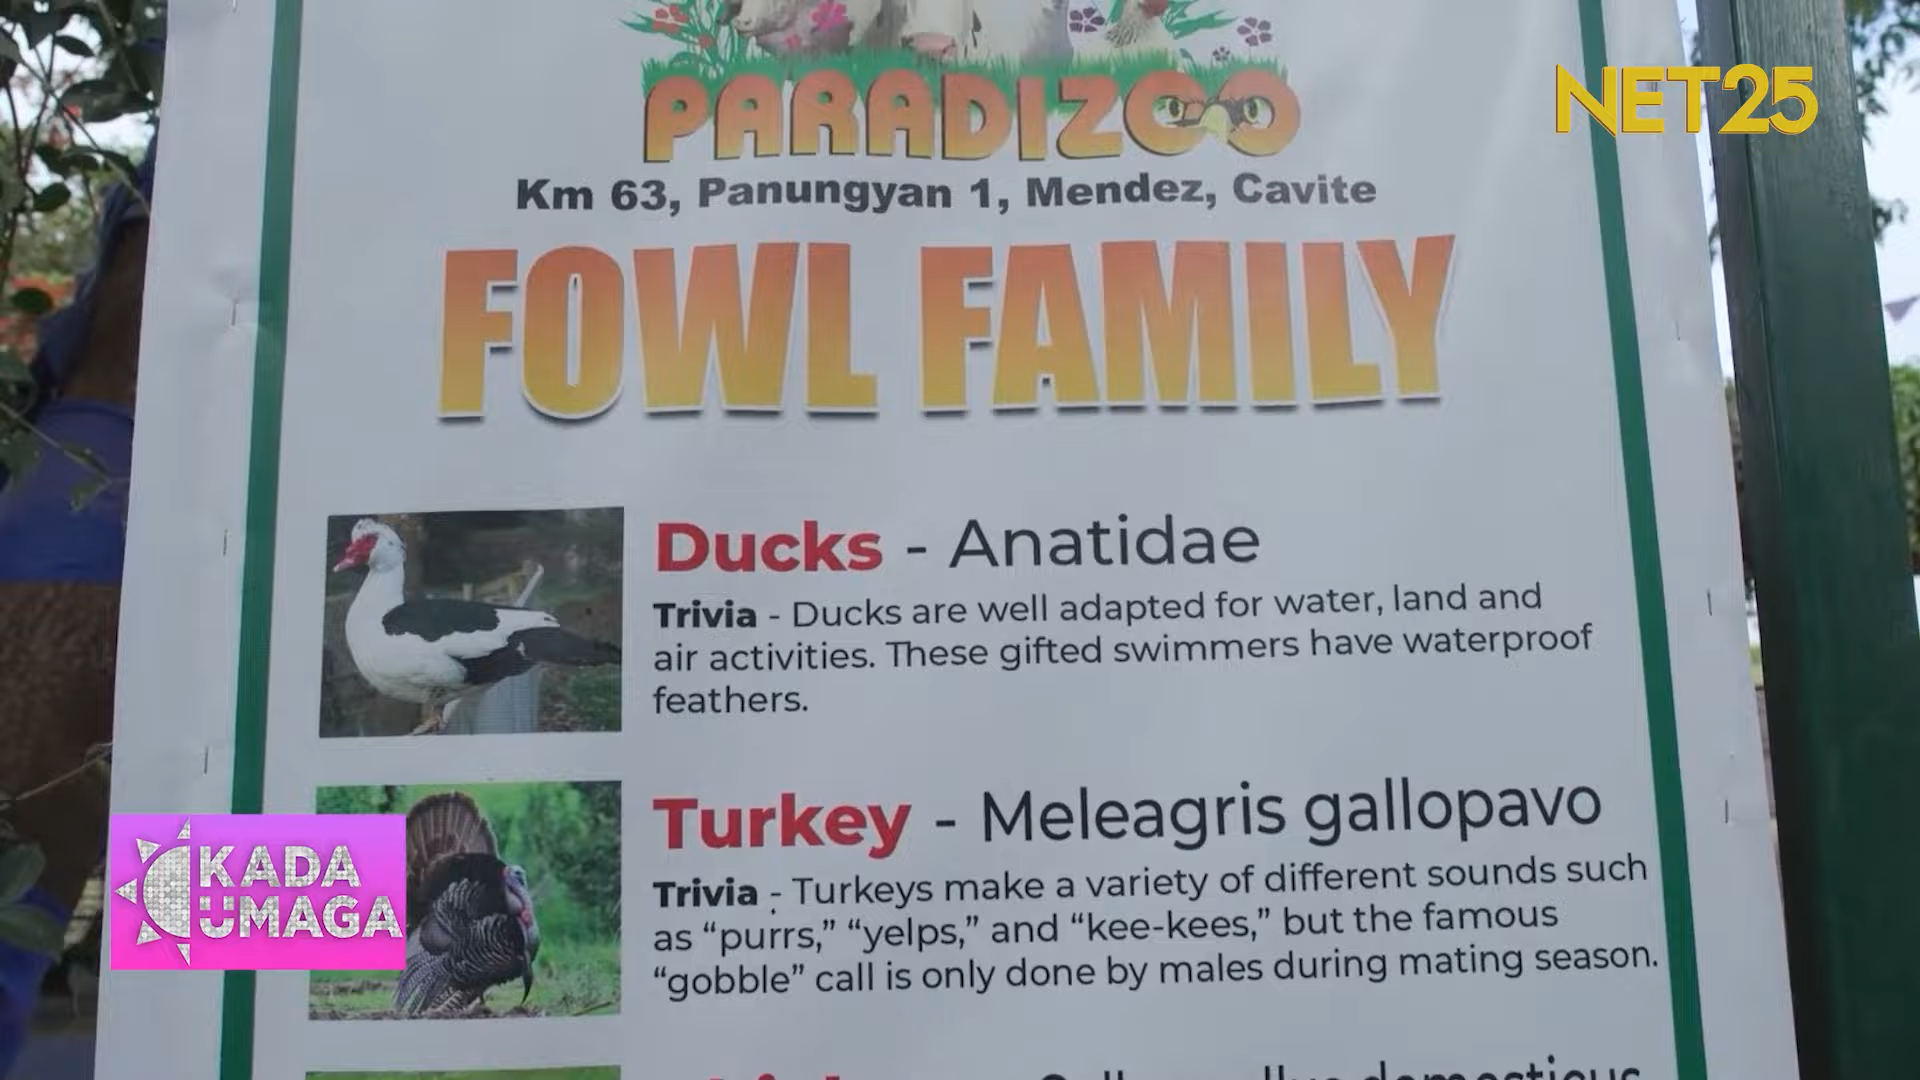 PARADIZOO
NET25
Km 63, Panungyan 1, Mendez, Cavite
FOWL FAMILY
Ducks - Anatidae
Trivia - Ducks are well adapted for water, land and
air activities. These gifted swimmers have waterproof
feathers.
Turkey - Meleagris gallopavo
Trivia - Turkeys make a variety of different sounds such
as “purrs,” “yelps,” and “kee-kees,” but the famous
“gobble” call is only done by males during mating season.
KADA
UMAGA